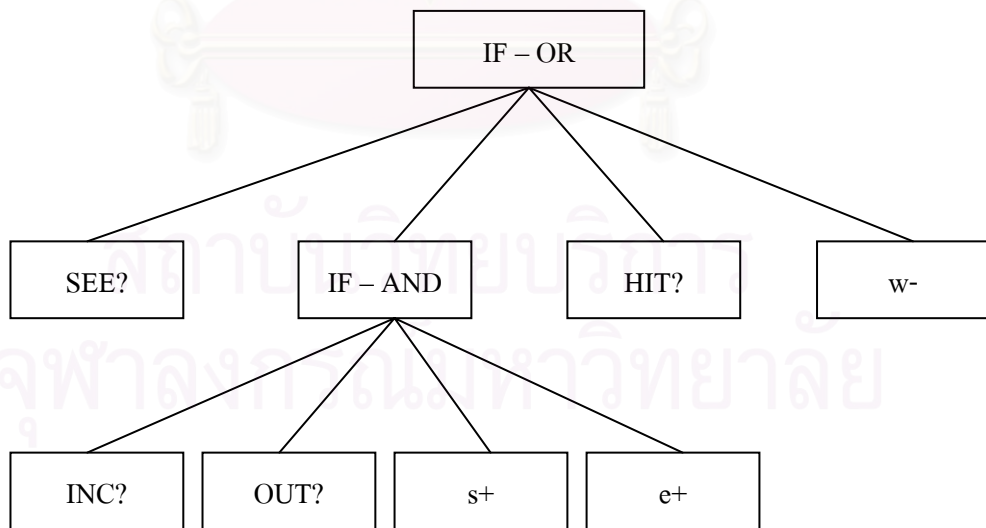 IF – OR
SEE?
IF – AND
HIT?
w-
สถาบันวิทยบริการ
จุฬาลงกรณ์มหาวิทยาลัย
INC?
OUT?
s+
e+